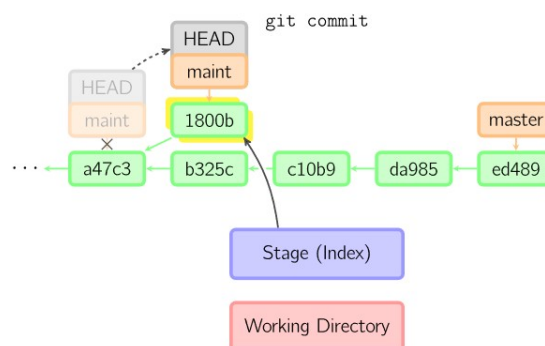 git commit
HEAD
maint
HEAD
maint
1800b
master
... a47c3 b325c c10b9 da985 ed489
Stage (Index)
Working Directory